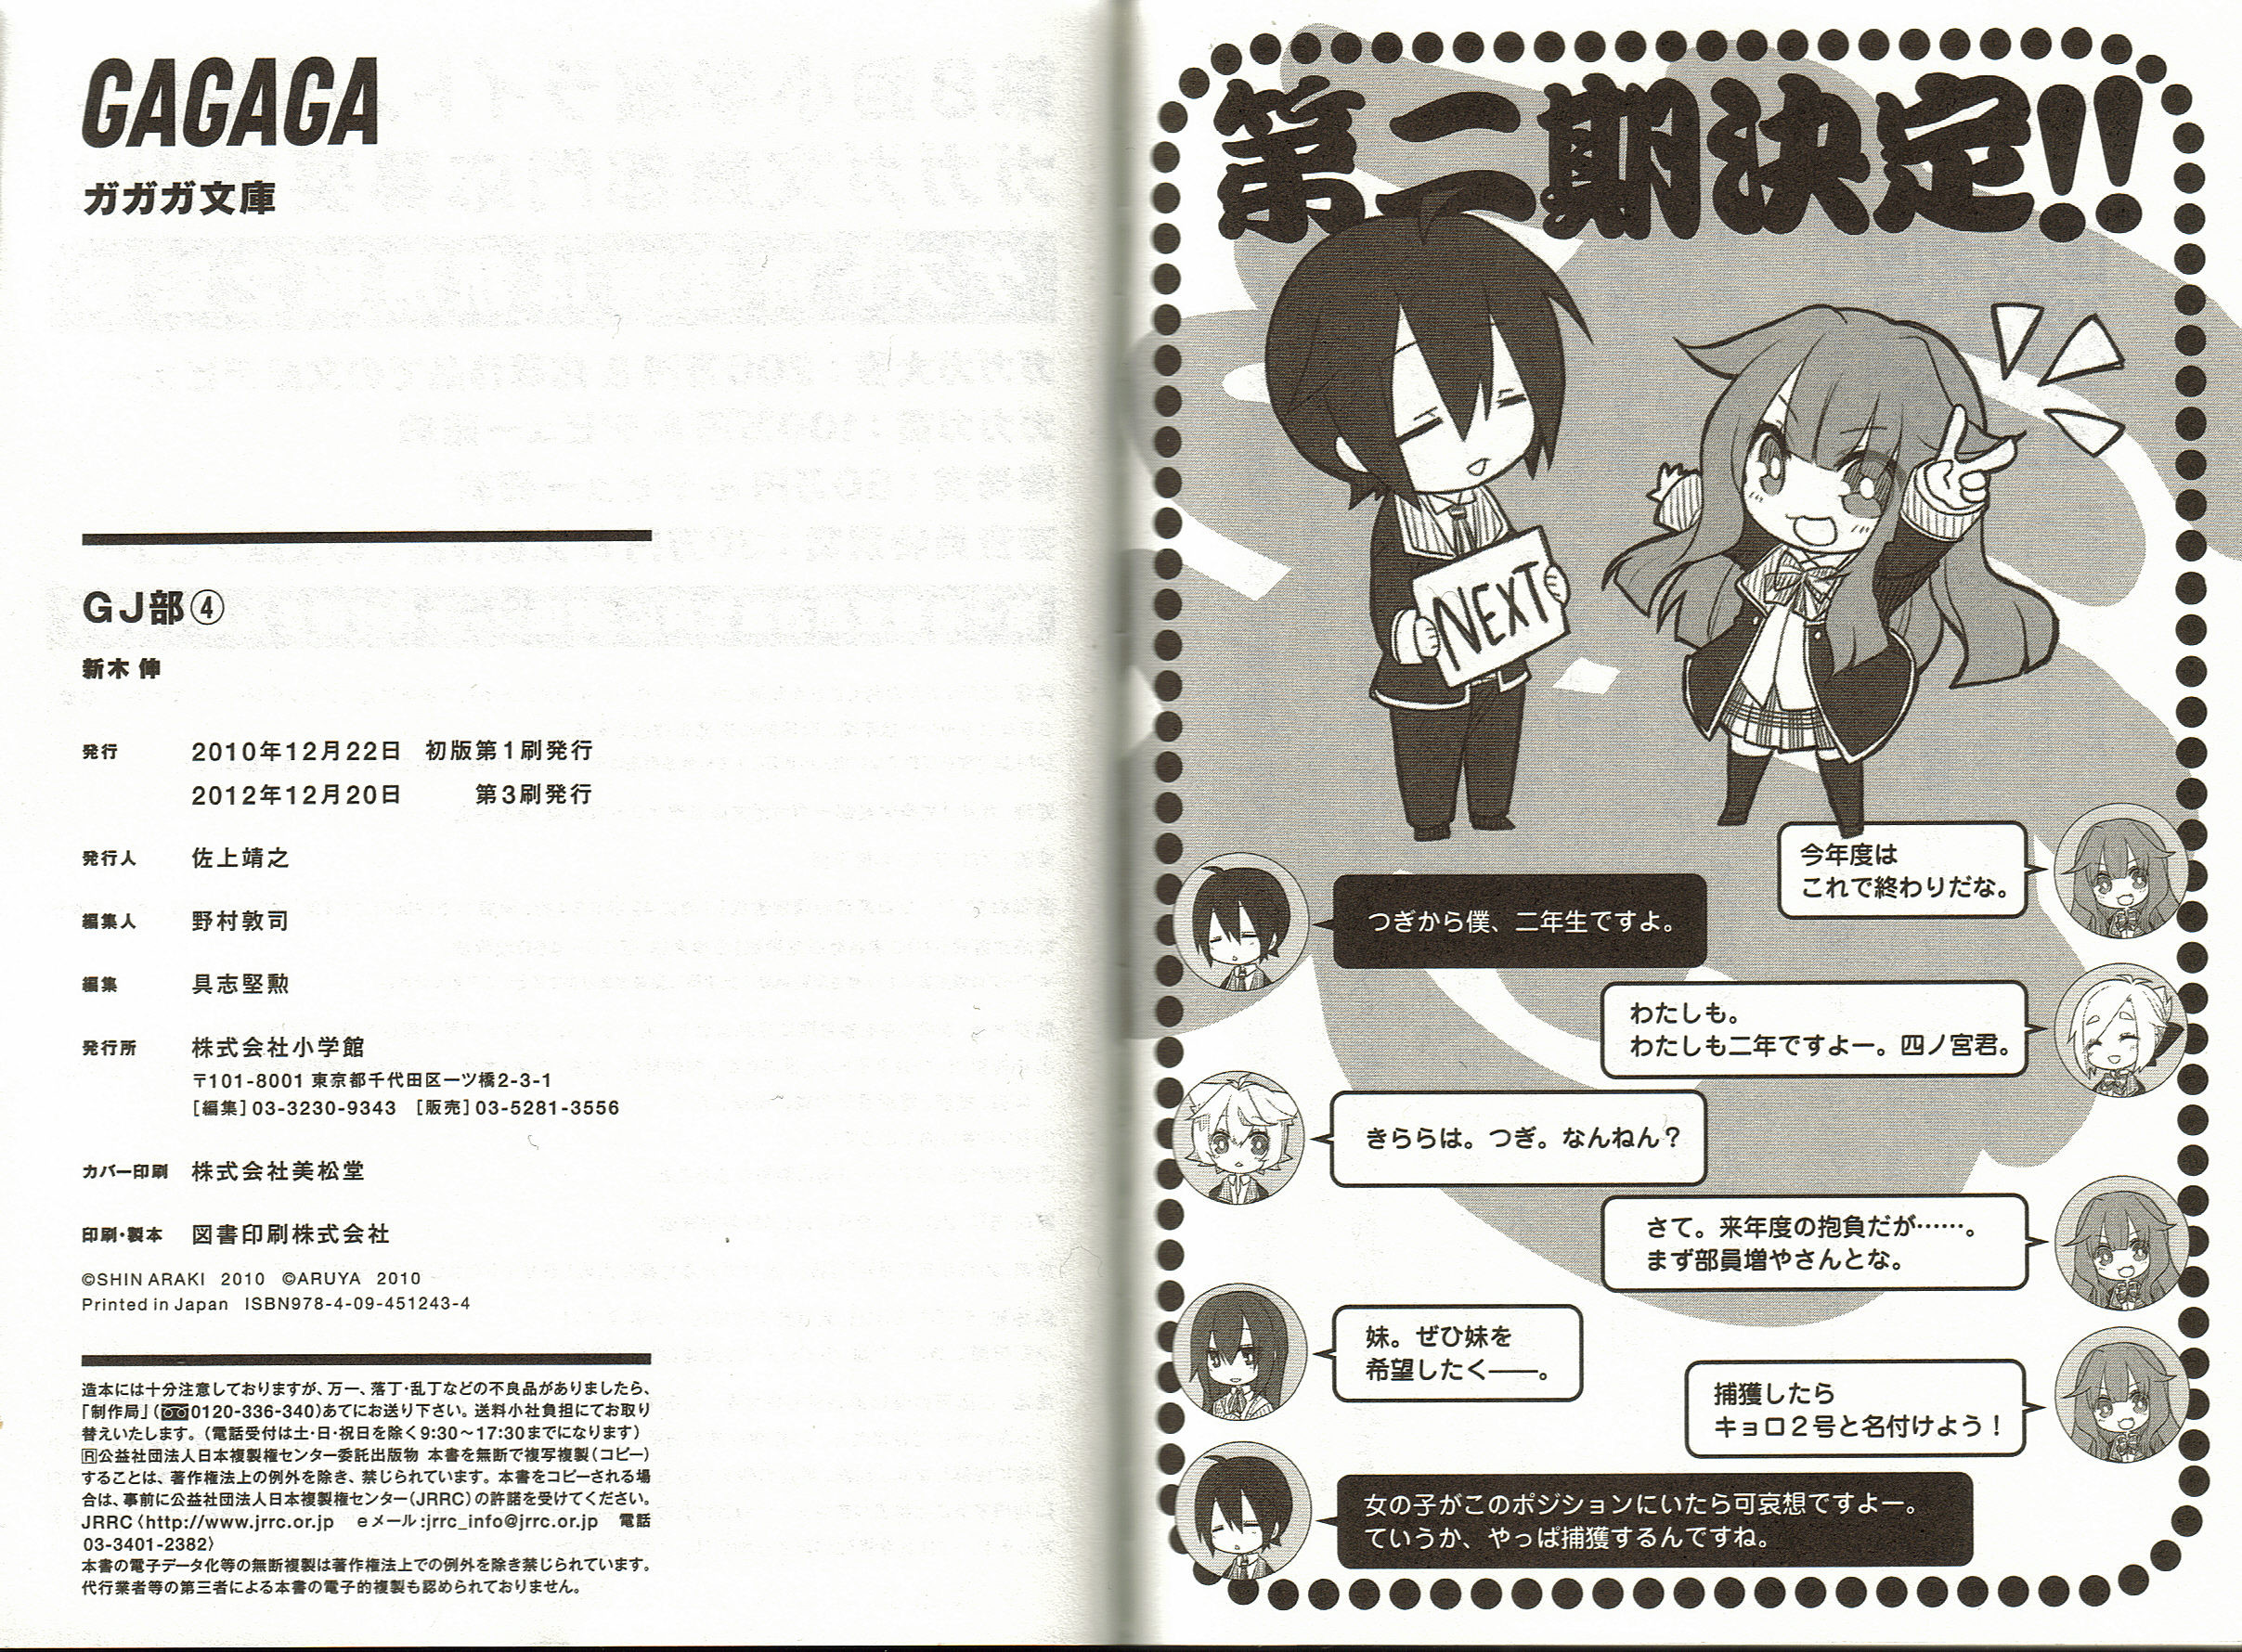 GAGAGA
ガガガ文庫
GJ部④
新木 伸
発行 2010年12月22日 初版第1刷発行
2012年12月20日 第3刷発行
発行人 佐上靖之
編集人 野村敦司
編集 具志堅勲
発行所 株式会社小学館
〒101-8001 東京都千代田区一ツ橋2-3-1
[編集]03-3230-9343 [販売]03-5281-3556
カバー印刷 株式会社美松堂
印刷・製本 図書印刷株式会社
©SHIN ARAKI 2010 ©ARUYA 2010
Printed in Japan ISBN978-4-09-451243-4
造本には十分注意しておりますが、万一、落丁・乱丁などの不良品がありましたら、
「制作局」(0120-336-340)あてにお送り下さい。送料小社負担にてお取り
替えいたします。(電話受付は土・日・祝日を除く9:30〜17:30までになります)
Ⓡ公益社団法人日本複製権センター委託出版物 本書を無断で複写複製(コピー)
することは、著作権法上の例外を除き、禁じられています。本書をコピーされる場
合は、事前に公益社団法人日本複製権センター(JRRC)の許諾を受けてください。
JRRC〈http://www.jrrc.or.jp eメール:jrrc_info@jrrc.or.jp 電話
03-3401-2382〉
本書の電子データ化等の無断複製は著作権法上での例外を除き禁じられています。
代行業者等の第三者による本書の電子的複製も認められておりません。
第二期決定!!
NEXT
今年度は
これで終わりだな。
つぎから僕、二年生ですよ。
わたしも。
わたしも二年ですよー。四ノ宮君。
きららは。つぎ。なんねん？
さて。来年度の抱負だが……。
まず部員増やさんとな。
妹。ぜひ妹を
希望したく――。
捕獲したら
キョロ２号と名付けよう！
女の子がこのポジションにいたら可哀想ですよー。
ていうか、やっぱ捕獲するんですね。